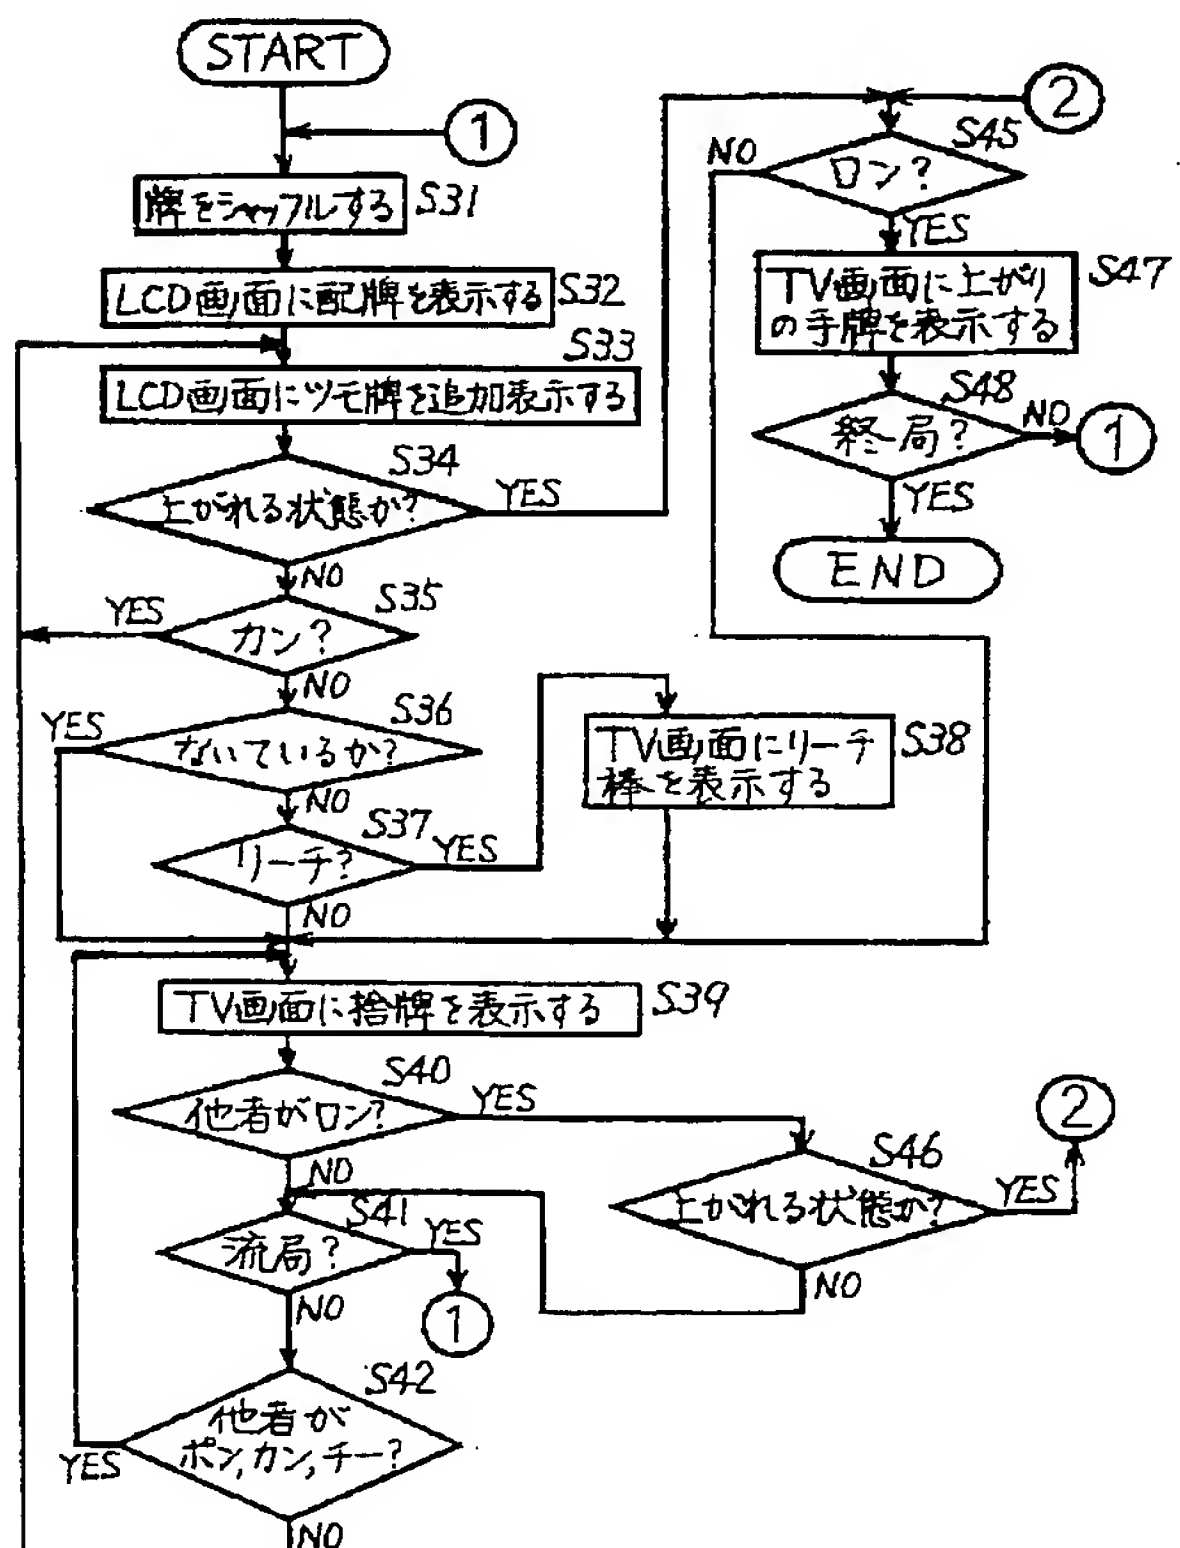 START
①
牌をシャッフルする S31
LCD画面に配牌を表示する S32
S33
LCD画面にツモ牌を追加表示する
S34
上がれる状態か? YES
NO
S35
YES
カン?
NO
S36
YES
ないているか?
NO
S37
リーチ? YES
NO
TV画面にリーチ
棒を表示する
S38
TV画面に捨牌を表示する S39
S40
他者がロン? YES
NO
S41
流局? YES
①
NO
S42
他者が
ポン,カン,チー?
YES
NO
②
S45
NO
ロン?
YES
TV画面に上がり
の手牌を表示する
S47
S48
終局? NO ①
YES
END
②
S46
上がれる状態か? YES
NO